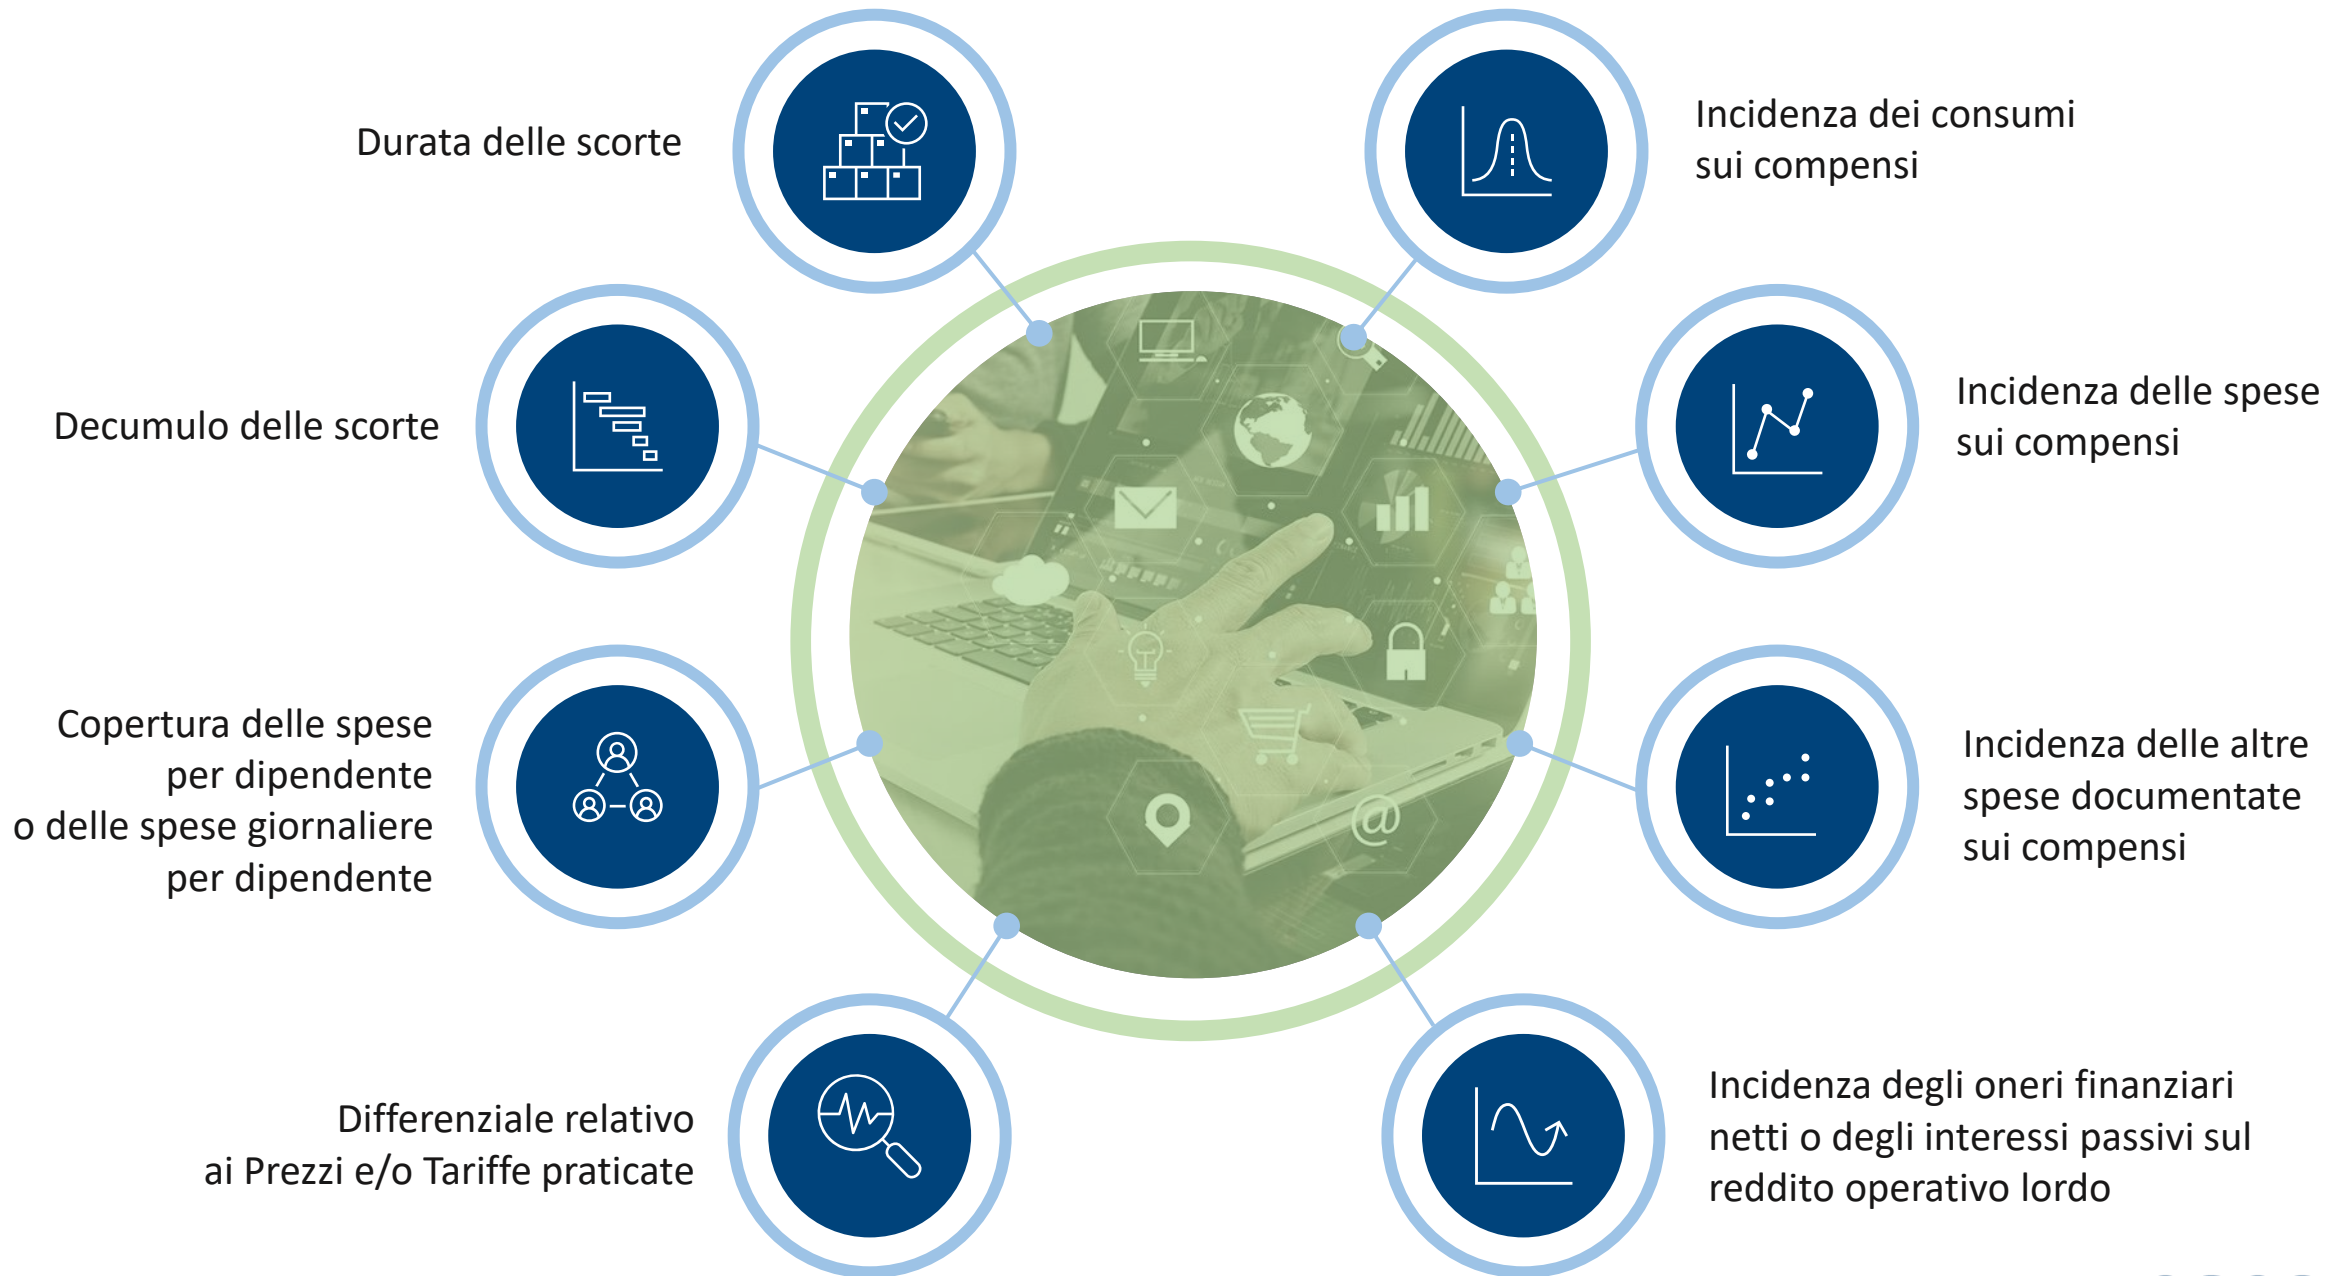 Durata delle scorte
Incidenza dei consumi
sui compensi
Decumulo delle scorte
Incidenza delle spese
sui compensi
Copertura delle spese
per dipendente
o delle spese giornaliere
per dipendente
Incidenza delle altre
spese documentate
sui compensi
Differenziale relativo
ai Prezzi e/o Tariffe praticate
Incidenza degli oneri finanziari
netti o degli interessi passivi sul
reddito operativo lordo
@